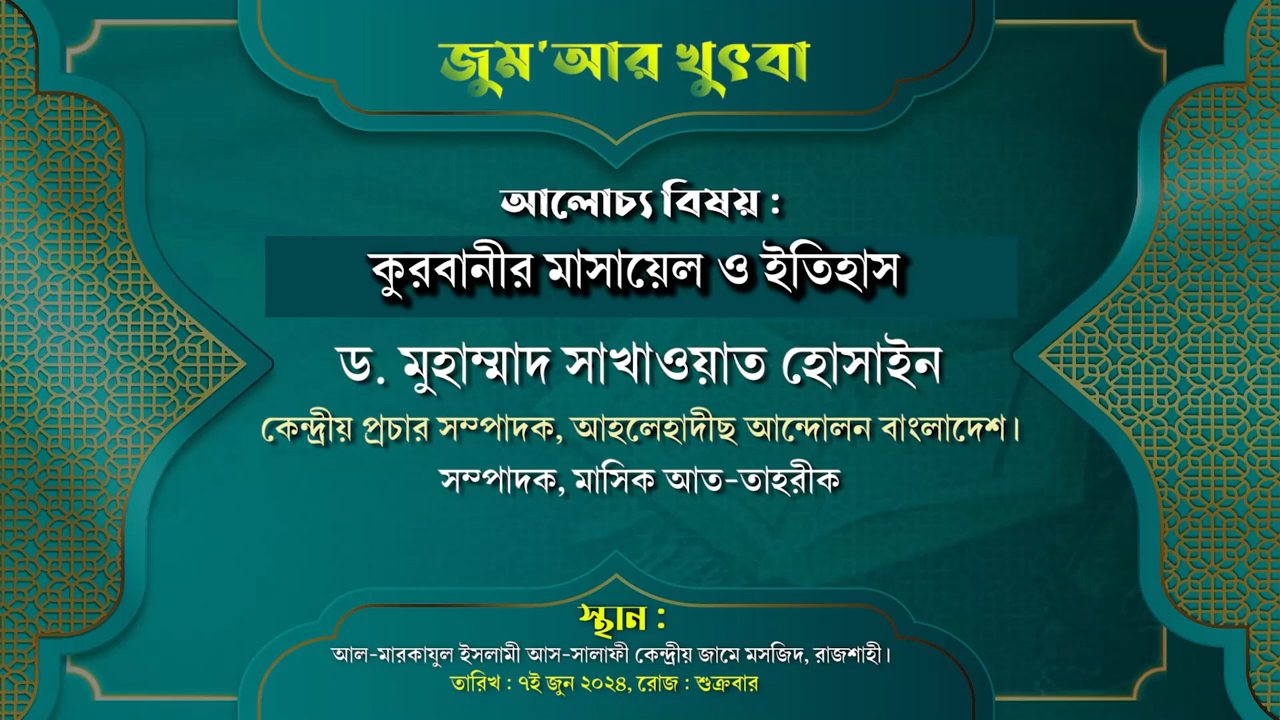 জুম'আর খুৎবা
আলোচ্য বিষয় :
কুরবানীর মাসায়েল ও ইতিহাস
ড. মুহাম্মাদ সাখাওয়াত হোসাইন
কেন্দ্রীয় প্রচার সম্পাদক, আহলেহাদীছ আন্দোলন বাংলাদেশ।
সম্পাদক, মাসিক আত-তাহরীক
স্থান :
আল-মারকাযুল ইসলামী আস-সালাফী কেন্দ্রীয় জামে মসজিদ, রাজশাহী।
তারিখ : ৭ই জুন ২০২৪, রোজ : শুক্রবার